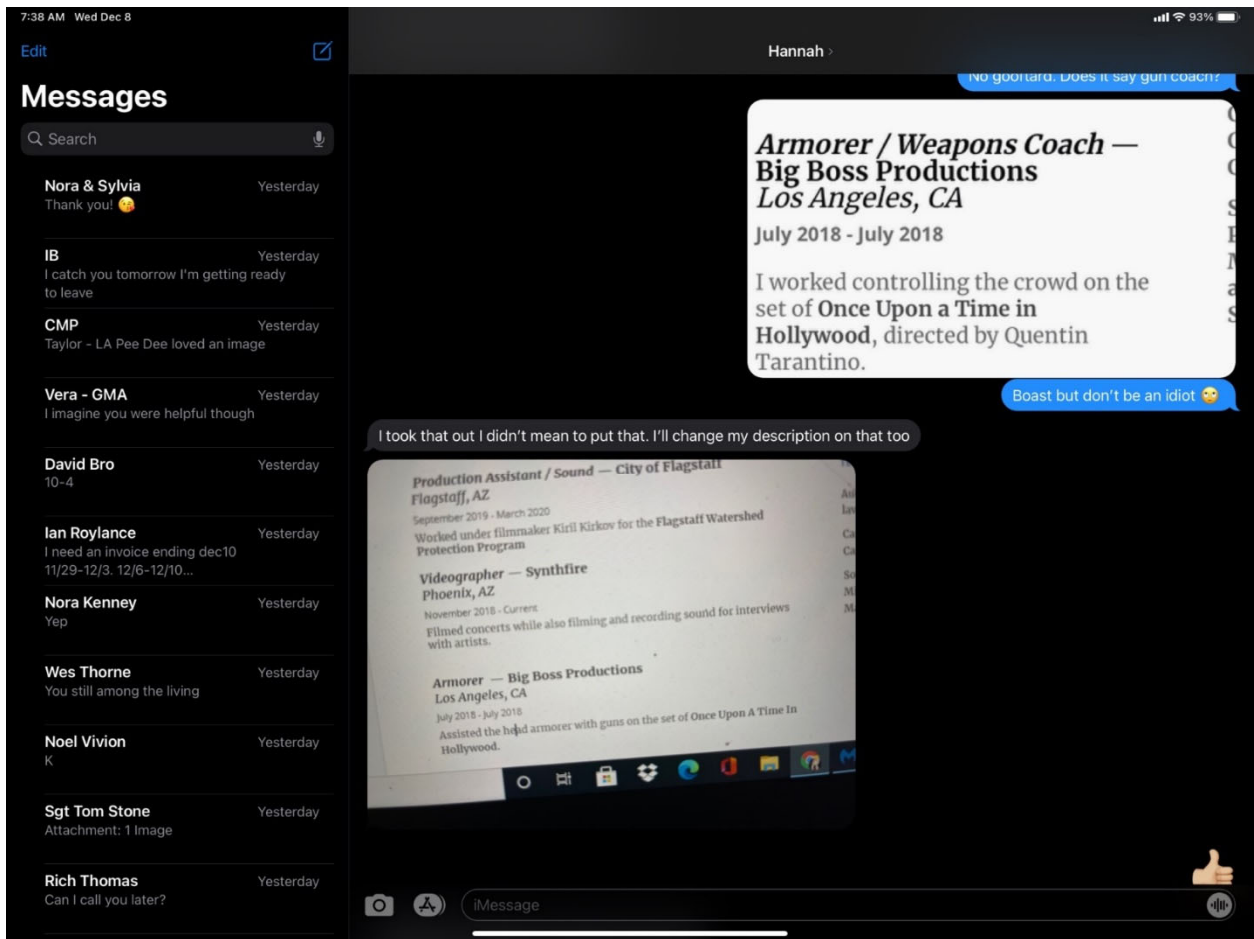 7:38 AM Wed Dec 8
93%
Edit
Messages
Search
Nora & Sylvia Yesterday
Thank you! 😘
IB Yesterday
I catch you tomorrow I'm getting ready
to leave
CMP Yesterday
Taylor - LA Pee Dee loved an image
Vera - GMA Yesterday
I imagine you were helpful though
David Bro Yesterday
10-4
Ian Roylance Yesterday
I need an invoice ending dec10
11/29-12/3. 12/6-12/10...
Nora Kenney Yesterday
Yep
Wes Thorne Yesterday
You still among the living
Noel Vivion Yesterday
K
Sgt Tom Stone Yesterday
Attachment: 1 Image
Rich Thomas Yesterday
Can I call you later?
Hannah
No gooftard. Does it say gun coach?
Armorer / Weapons Coach —
Big Boss Productions
Los Angeles, CA
July 2018 - July 2018
I worked controlling the crowd on the
set of Once Upon a Time in
Hollywood, directed by Quentin
Tarantino.
Boast but don't be an idiot 🙄
I took that out I didn't mean to put that. I'll change my description on that too
Production Assistant / Sound — City of Flagstaff
Flagstaff, AZ
September 2019 - March 2020
Worked under filmmaker Kiril Kirkov for the Flagstaff Watershed
Protection Program
Videographer — Synthfire
Phoenix, AZ
November 2018 - Current
Filmed concerts while also filming and recording sound for interviews
with artists.
Armorer — Big Boss Productions
Los Angeles, CA
July 2018 - July 2018
Assisted the head armorer with guns on the set of Once Upon A Time In
Hollywood.
iMessage